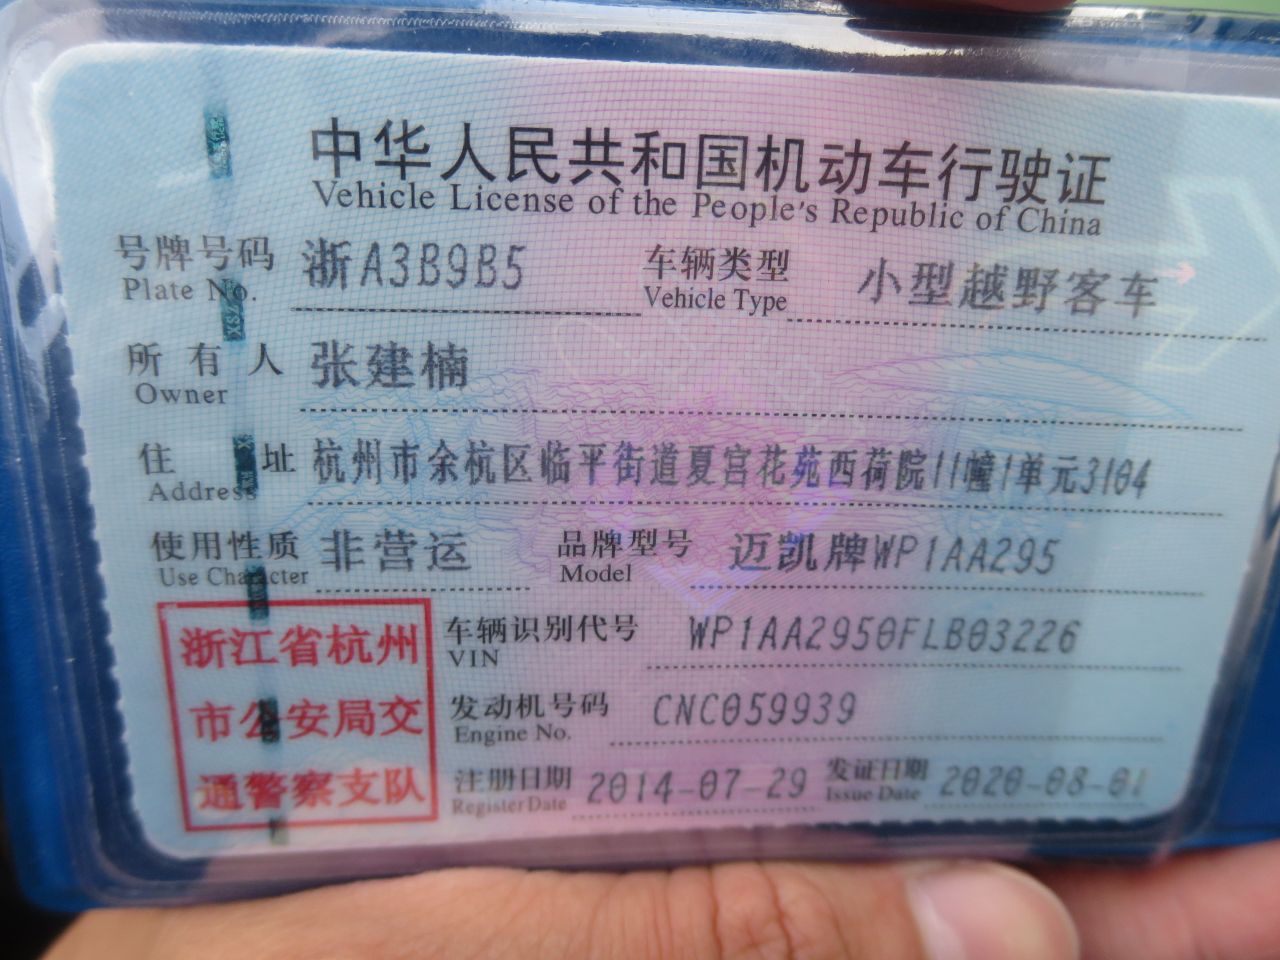 中华人民共和国机动车行驶证
Vehicle License of the People's Republic of China
号牌号码 浙A3B9B5 车辆类型 小型越野客车
Plate No. Vehicle Type
所有人 张建楠
Owner
住址 杭州市余杭区临平街道夏宫花苑西荷院11幢1单元3104
Address
使用性质 非营运 品牌型号 迈凯牌WP1AA295
Use Character Model
浙江省杭州
市公安局交
通警察支队
车辆识别代号 WP1AA2950FLB03226
VIN
发动机号码 CNC059939
Engine No.
注册日期 2014-07-29 发证日期 2020-08-01
Register Date Issue Date